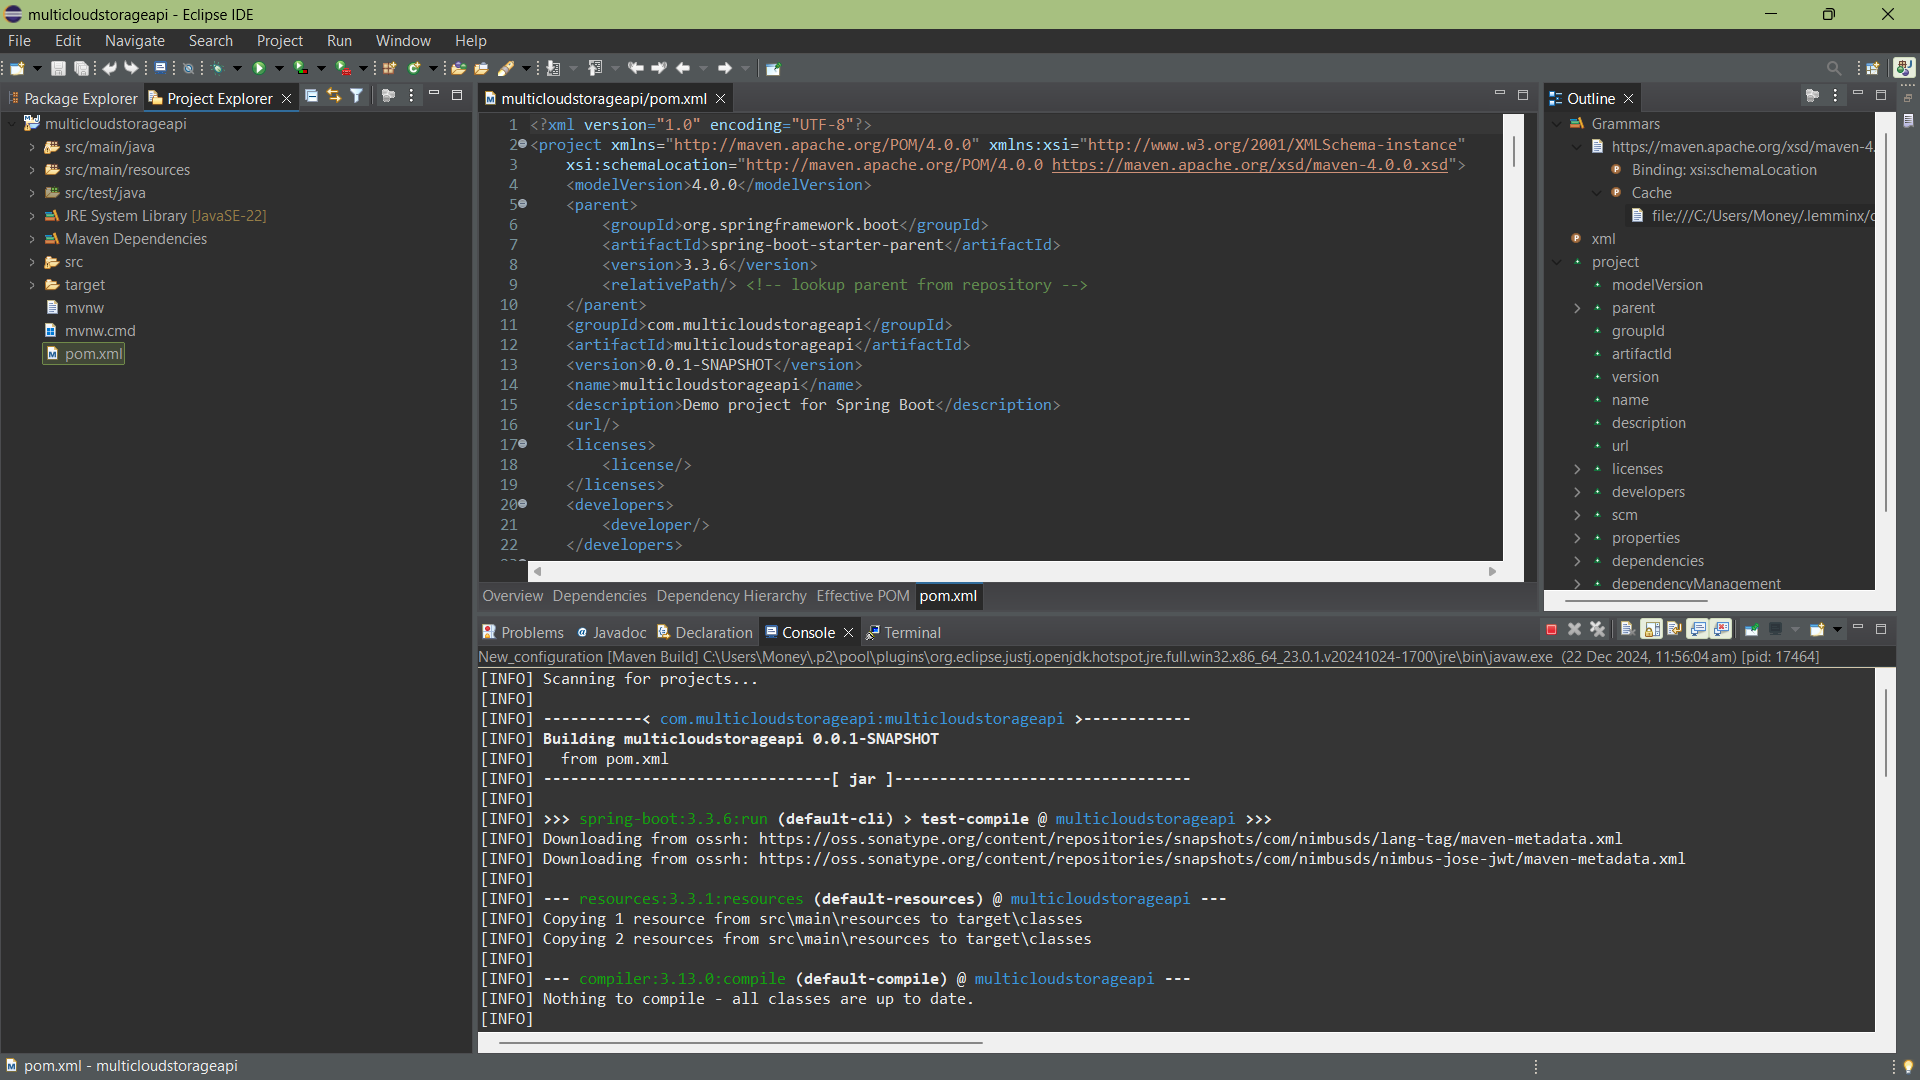 multicloudstorageapi - Eclipse IDE
File Edit Navigate Search Project Run Window Help
Package Explorer Project Explorer
multicloudstorageapi
src/main/java
src/main/resources
src/test/java
JRE System Library [JavaSE-22]
Maven Dependencies
src
target
mvnw
mvnw.cmd
pom.xml
multicloudstorageapi/pom.xml
1 <?xml version="1.0" encoding="UTF-8"?>
2 <project xmlns="http://maven.apache.org/POM/4.0.0" xmlns:xsi="http://www.w3.org/2001/XMLSchema-instance"
3 xsi:schemaLocation="http://maven.apache.org/POM/4.0.0 https://maven.apache.org/xsd/maven-4.0.0.xsd">
4 <modelVersion>4.0.0</modelVersion>
5 <parent>
6 <groupId>org.springframework.boot</groupId>
7 <artifactId>spring-boot-starter-parent</artifactId>
8 <version>3.3.6</version>
9 <relativePath/> <!-- lookup parent from repository -->
10 </parent>
11 <groupId>com.multicloudstorageapi</groupId>
12 <artifactId>multicloudstorageapi</artifactId>
13 <version>0.0.1-SNAPSHOT</version>
14 <name>multicloudstorageapi</name>
15 <description>Demo project for Spring Boot</description>
16 <url/>
17 <licenses>
18 <license/>
19 </licenses>
20 <developers>
21 <developer/>
22 </developers>
Overview Dependencies Dependency Hierarchy Effective POM pom.xml
Outline
Grammars
https://maven.apache.org/xsd/maven-4.
Binding: xsi:schemaLocation
Cache
file:///C:/Users/Money/.lemminx/c
xml
project
modelVersion
parent
groupId
artifactId
version
name
description
url
licenses
developers
scm
properties
dependencies
dependencyManagement
Problems Javadoc Declaration Console Terminal
New_configuration [Maven Build] C:\Users\Money\.p2\pool\plugins\org.eclipse.justj.openjdk.hotspot.jre.full.win32.x86_64_23.0.1.v20241024-1700\jre\bin\javaw.exe (22 Dec 2024, 11:56:04 am) [pid: 17464]
[INFO] Scanning for projects...
[INFO]
[INFO] -----------< com.multicloudstorageapi:multicloudstorageapi >------------
[INFO] Building multicloudstorageapi 0.0.1-SNAPSHOT
[INFO] from pom.xml
[INFO] --------------------------------[ jar ]---------------------------------
[INFO]
[INFO] >>> spring-boot:3.3.6:run (default-cli) > test-compile @ multicloudstorageapi >>>
[INFO] Downloading from ossrh: https://oss.sonatype.org/content/repositories/snapshots/com/nimbusds/lang-tag/maven-metadata.xml
[INFO] Downloading from ossrh: https://oss.sonatype.org/content/repositories/snapshots/com/nimbusds/nimbus-jose-jwt/maven-metadata.xml
[INFO]
[INFO] --- resources:3.3.1:resources (default-resources) @ multicloudstorageapi ---
[INFO] Copying 1 resource from src\main\resources to target\classes
[INFO] Copying 2 resources from src\main\resources to target\classes
[INFO]
[INFO] --- compiler:3.13.0:compile (default-compile) @ multicloudstorageapi ---
[INFO] Nothing to compile - all classes are up to date.
[INFO]
pom.xml - multicloudstorageapi